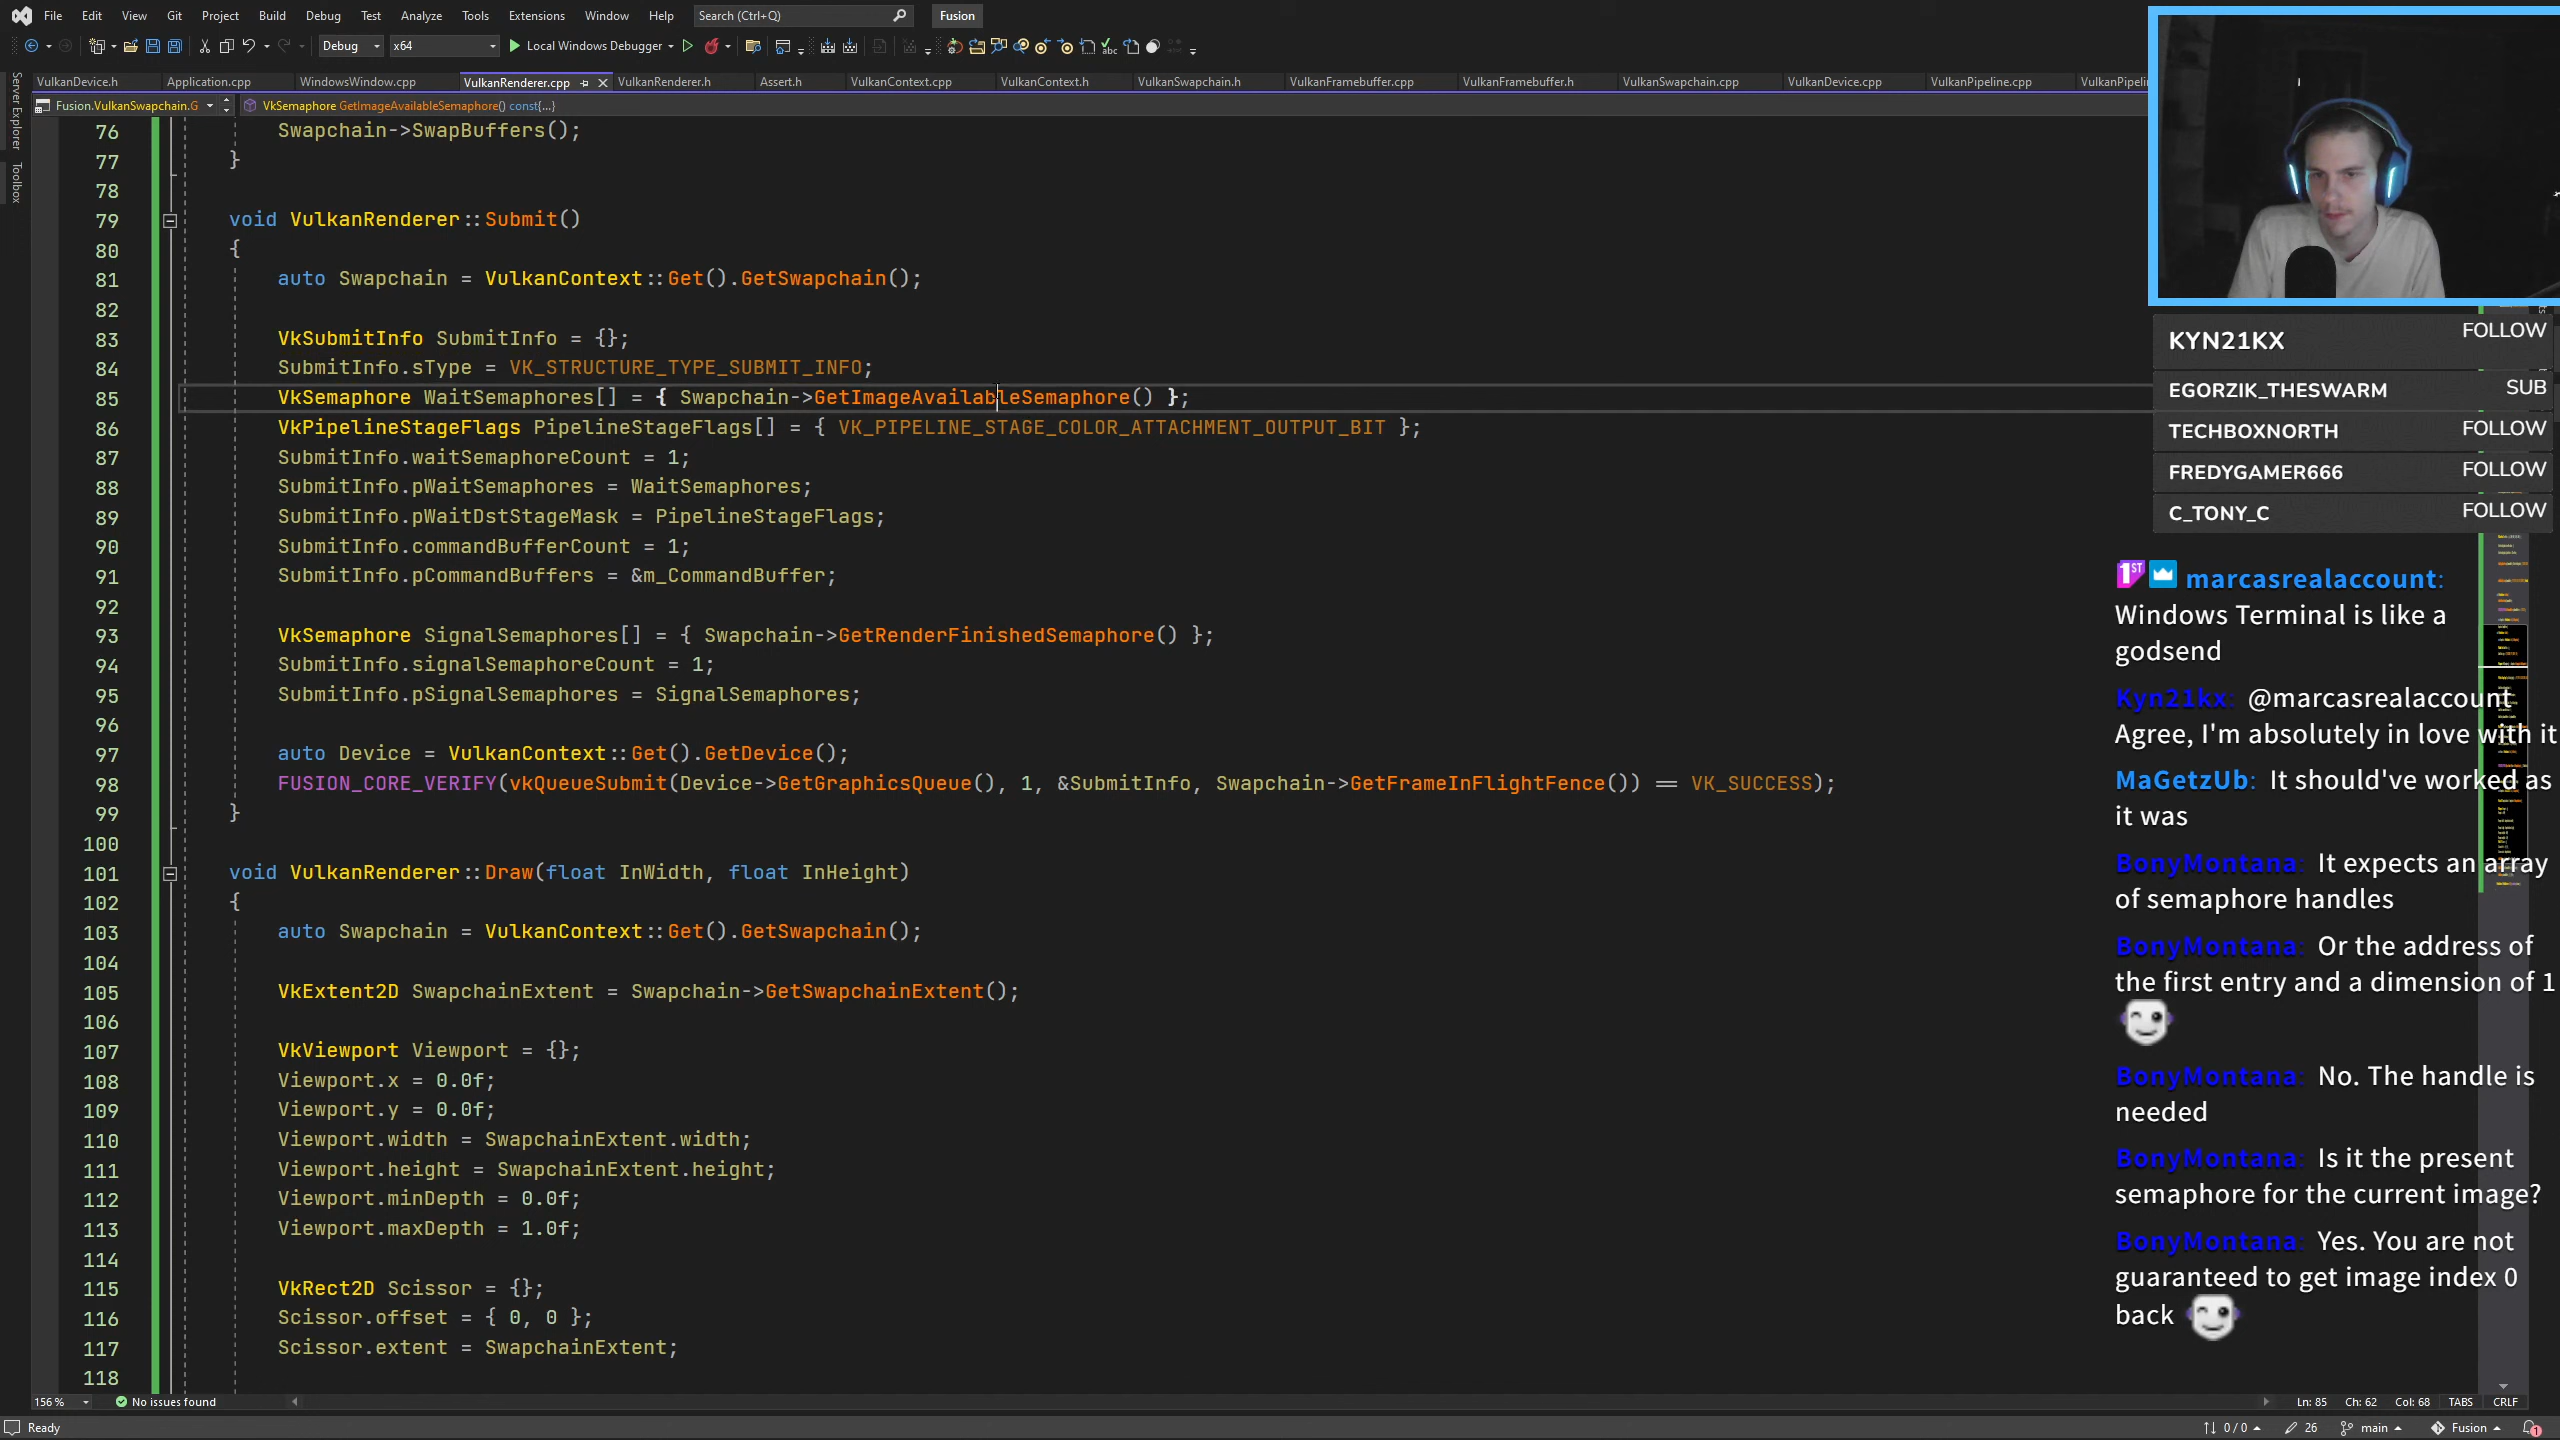 File Edit View Git Project Build Debug Test Analyze Tools Extensions Window Help Search (Ctrl+Q) Fusion
Debug x64 Local Windows Debugger
VulkanDevice.h Application.cpp WindowsWindow.cpp VulkanRenderer.cpp VulkanRenderer.h Assert.h VulkanContext.cpp VulkanContext.h VulkanSwapchain.h VulkanFramebuffer.cpp VulkanFramebuffer.h VulkanSwapchain.cpp VulkanDevice.cpp VulkanPipeline.cpp VulkanPipeli
Fusion.VulkanSwapchain.G VkSemaphore GetImageAvailableSemaphore() const{...}
Server Explorer
Toolbox
76 Swapchain->SwapBuffers();
77 }
78
79 void VulkanRenderer::Submit()
80 {
81 auto Swapchain = VulkanContext::Get().GetSwapchain();
82
83 VkSubmitInfo SubmitInfo = {};
84 SubmitInfo.sType = VK_STRUCTURE_TYPE_SUBMIT_INFO;
85 VkSemaphore WaitSemaphores[] = { Swapchain->GetImageAvailableSemaphore() };
86 VkPipelineStageFlags PipelineStageFlags[] = { VK_PIPELINE_STAGE_COLOR_ATTACHMENT_OUTPUT_BIT };
87 SubmitInfo.waitSemaphoreCount = 1;
88 SubmitInfo.pWaitSemaphores = WaitSemaphores;
89 SubmitInfo.pWaitDstStageMask = PipelineStageFlags;
90 SubmitInfo.commandBufferCount = 1;
91 SubmitInfo.pCommandBuffers = &m_CommandBuffer;
92
93 VkSemaphore SignalSemaphores[] = { Swapchain->GetRenderFinishedSemaphore() };
94 SubmitInfo.signalSemaphoreCount = 1;
95 SubmitInfo.pSignalSemaphores = SignalSemaphores;
96
97 auto Device = VulkanContext::Get().GetDevice();
98 FUSION_CORE_VERIFY(vkQueueSubmit(Device->GetGraphicsQueue(), 1, &SubmitInfo, Swapchain->GetFrameInFlightFence()) == VK_SUCCESS);
99 }
100
101 void VulkanRenderer::Draw(float InWidth, float InHeight)
102 {
103 auto Swapchain = VulkanContext::Get().GetSwapchain();
104
105 VkExtent2D SwapchainExtent = Swapchain->GetSwapchainExtent();
106
107 VkViewport Viewport = {};
108 Viewport.x = 0.0f;
109 Viewport.y = 0.0f;
110 Viewport.width = SwapchainExtent.width;
111 Viewport.height = SwapchainExtent.height;
112 Viewport.minDepth = 0.0f;
113 Viewport.maxDepth = 1.0f;
114
115 VkRect2D Scissor = {};
116 Scissor.offset = { 0, 0 };
117 Scissor.extent = SwapchainExtent;
118
KYN21KX FOLLOW
EGORZIK_THESWARM SUB
TECHBOXNORTH FOLLOW
FREDYGAMER666 FOLLOW
C_TONY_C FOLLOW
1ST marcasrealaccount:
Windows Terminal is like a
godsend
Kyn21kx: @marcasrealaccount
Agree, I'm absolutely in love with it
MaGetzUb: It should've worked as
it was
BonyMontana: It expects an array
of semaphore handles
BonyMontana: Or the address of
the first entry and a dimension of 1
BonyMontana: No. The handle is
needed
BonyMontana: Is it the present
semaphore for the current image?
BonyMontana: Yes. You are not
guaranteed to get image index 0
back
156 % No issues found Ln: 85 Ch: 62 Col: 68 TABS CRLF
Ready 0 / 0 26 main Fusion 1